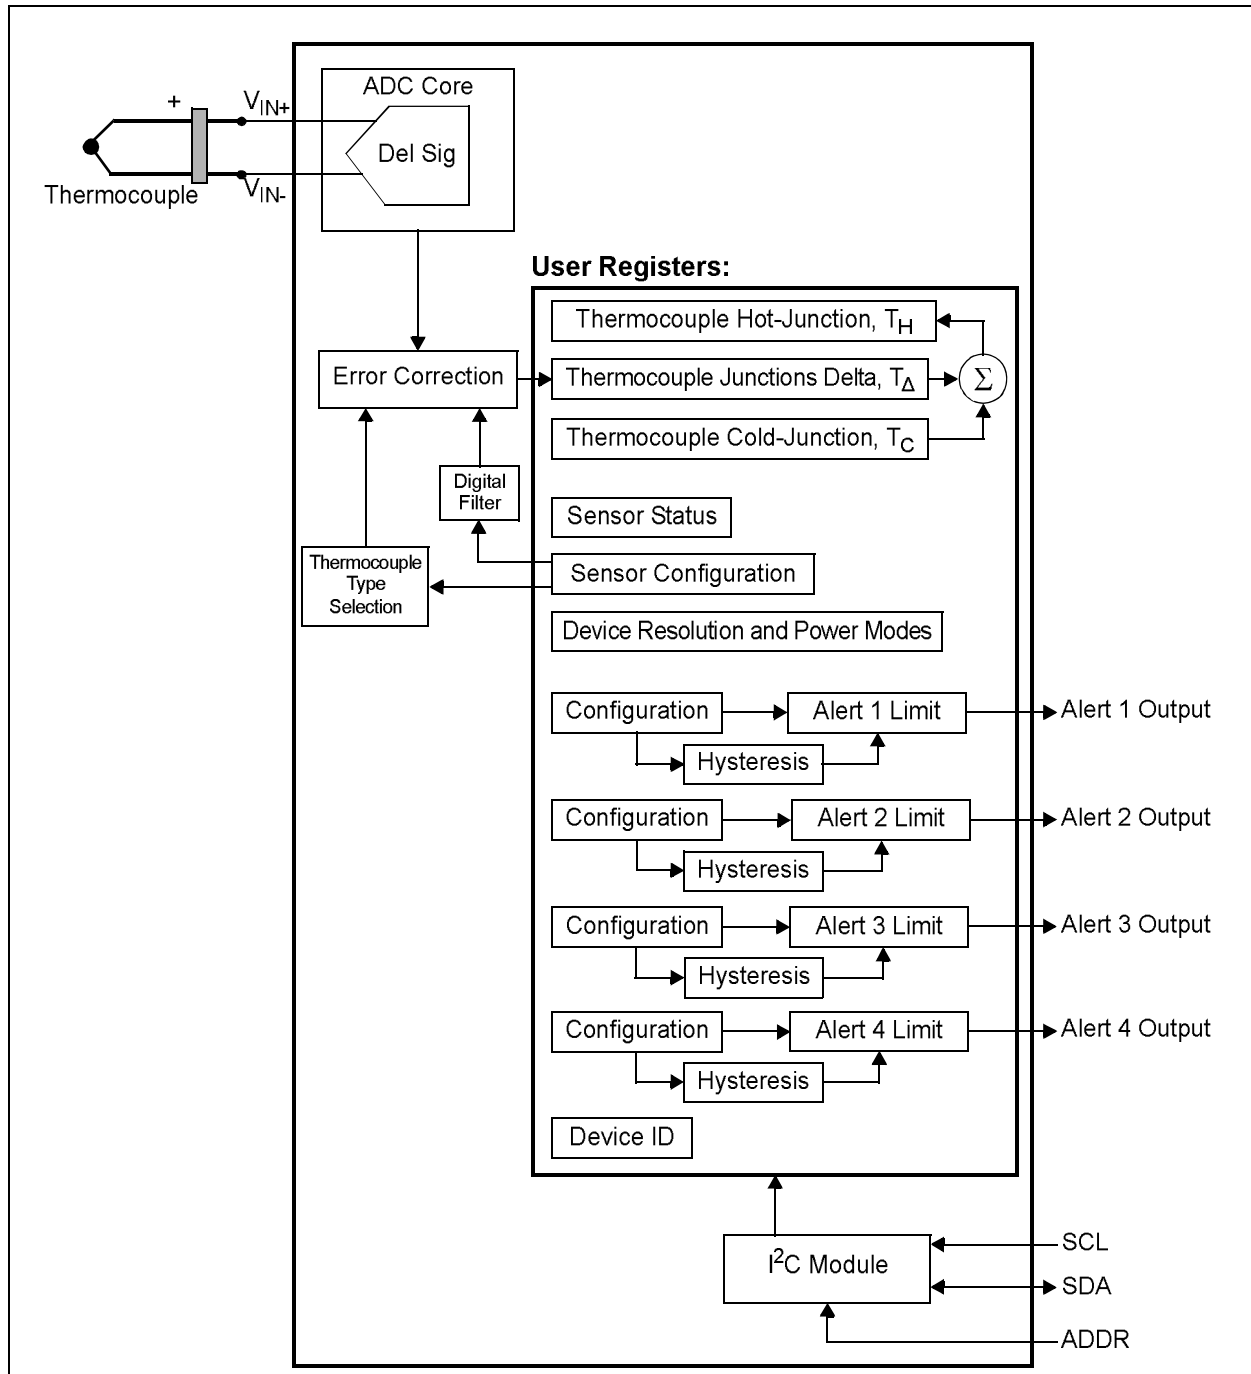 ADC Core
+
VIN+
Del Sig
Thermocouple
VIN-
User Registers:
Thermocouple Hot-Junction, TH
Error Correction
Thermocouple Junctions Delta, TΔ
Σ
Thermocouple Cold-Junction, TC
Digital
Filter
Sensor Status
Thermocouple
Type
Selection
Sensor Configuration
Device Resolution and Power Modes
Configuration
Alert 1 Limit
Alert 1 Output
Hysteresis
Configuration
Alert 2 Limit
Alert 2 Output
Hysteresis
Configuration
Alert 3 Limit
Alert 3 Output
Hysteresis
Configuration
Alert 4 Limit
Alert 4 Output
Hysteresis
Device ID
I2C Module
SCL
SDA
ADDR